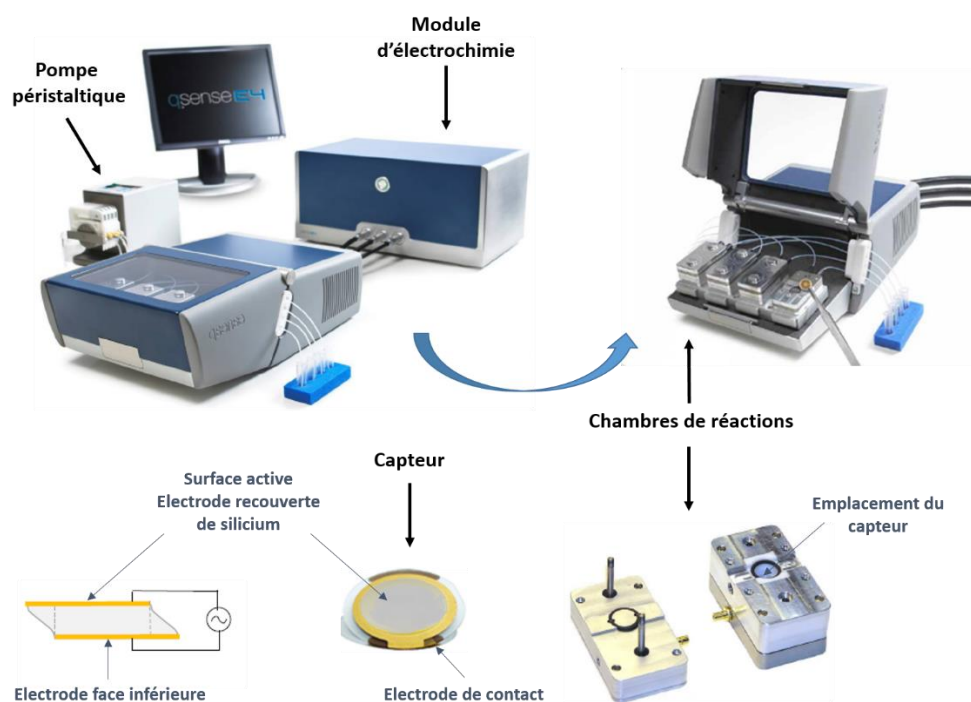 Module
d'électrochimie
Pompe
péristaltique
qsense E4
qsense
Chambres de réactions
Capteur
Surface active
Electrode recouverte
de silicium
Emplacement du
capteur
Electrode face inférieure
Electrode de contact